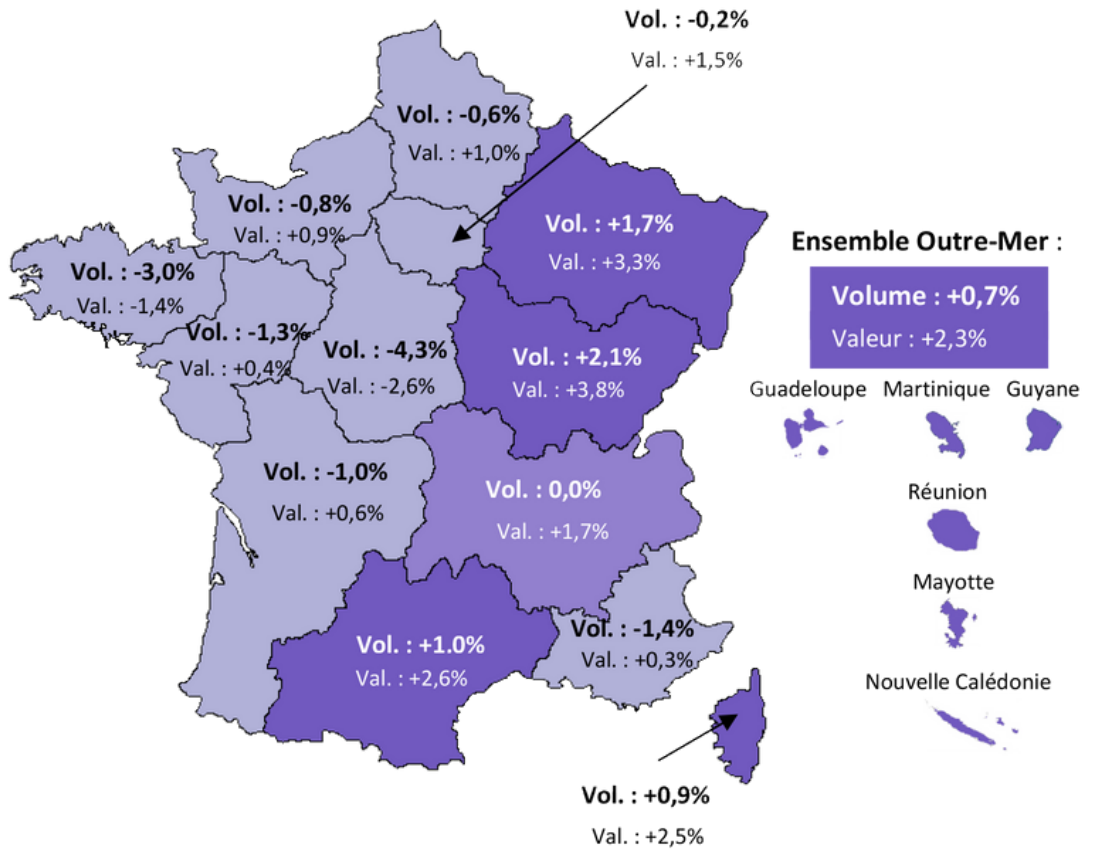 Vol. : -0,2%
Val. : +1,5%
Vol. : -0,6%
Val. : +1,0%
Vol. : -0,8%
Val. : +0,9%
Vol. : +1,7%
Val. : +3,3%
Vol. : -3,0%
Val. : -1,4%
Vol. : -1,3%
Val. : +0,4%
Vol. : -4,3%
Val. : -2,6%
Vol. : +2,1%
Val. : +3,8%
Vol. : -1,0%
Val. : +0,6%
Vol. : 0,0%
Val. : +1,7%
Vol. : +1.0%
Val. : +2,6%
Vol. : -1,4%
Val. : +0,3%
Vol. : +0,9%
Val. : +2,5%
Ensemble Outre-Mer :
Volume : +0,7%
Valeur : +2,3%
Guadeloupe Martinique Guyane
Réunion
Mayotte
Nouvelle Calédonie